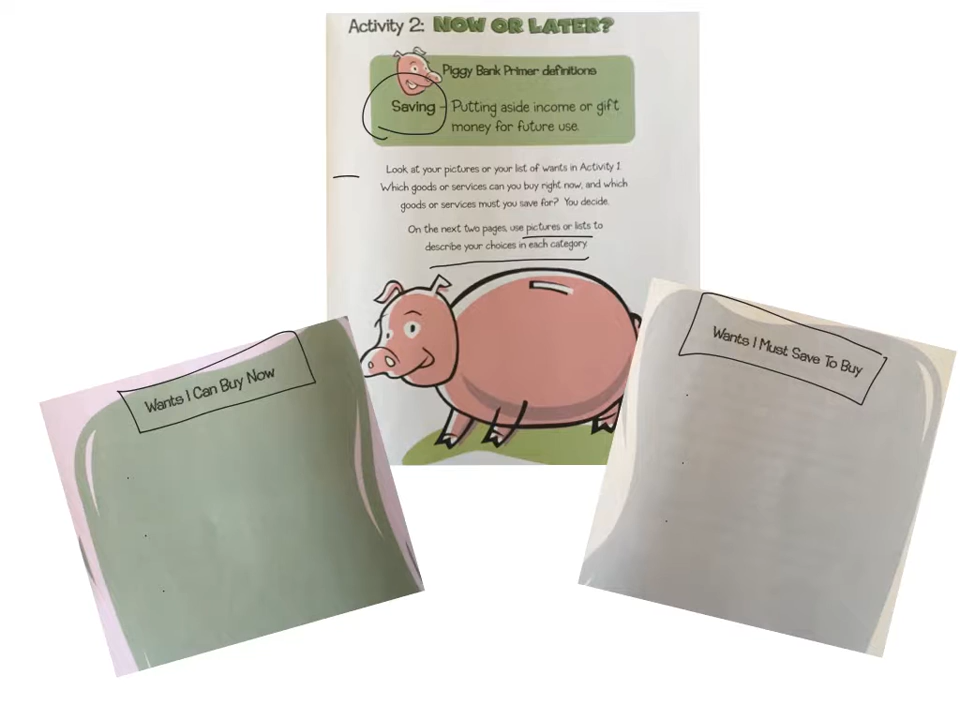 Activity 2: NOW OR LATER?
Piggy Bank Primer definitions
Saving - Putting aside income or gift
money for future use.
Look at your pictures or your list of wants in Activity 1.
Which goods or services can you buy right now, and which
goods or services must you save for? You decide.
On the next two pages, use pictures or lists to
describe your choices in each category.
Wants I Can Buy Now
Wants I Must Save To Buy